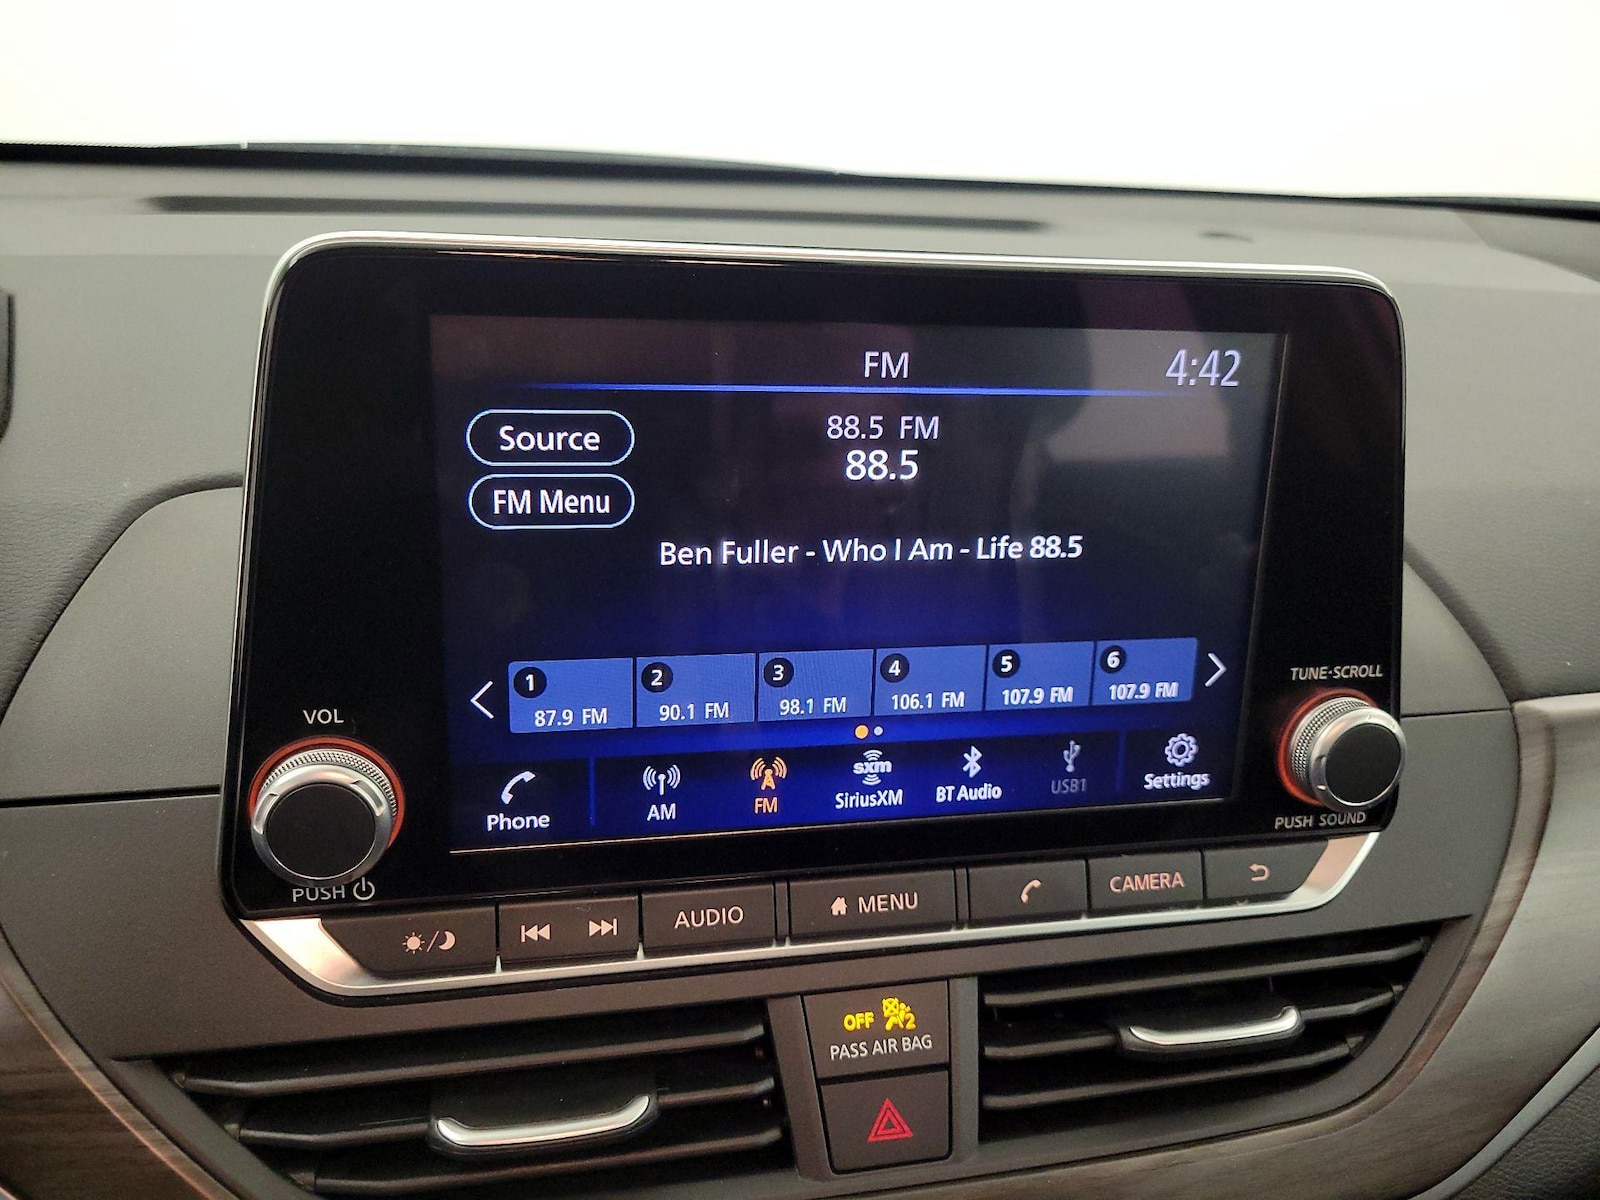 FM
4:42
Source
88.5 FM
88.5
FM Menu
Ben Fuller - Who I Am - Life 88.5
1
2
3
4
5
6
87.9 FM
90.1 FM
98.1 FM
106.1 FM
107.9 FM
107.9 FM
TUNE·SCROLL
VOL
Phone
AM
FM
sxm
SiriusXM
BT Audio
USB1
Settings
PUSH SOUND
PUSH
AUDIO
MENU
CAMERA
OFF
2
PASS AIR BAG